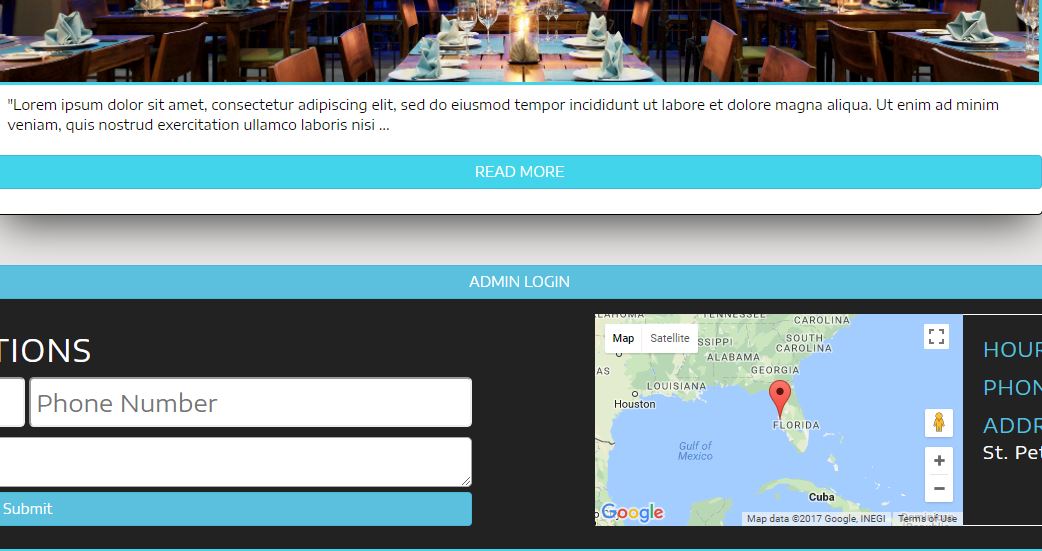 "Lorem ipsum dolor sit amet, consectetur adipiscing elit, sed do eiusmod tempor incididunt ut labore et dolore magna aliqua. Ut enim ad minim
veniam, quis nostrud exercitation ullamco laboris nisi ...
READ MORE
ADMIN LOGIN
TIONS
Phone Number
Submit
Map Satellite
TENNESSEE
CAROLINA
SSIPPI
ALABAMA
SOUTH
CAROLINA
GEORGIA
AS
LOUISIANA
Houston
FLORIDA
Gulf of
Mexico
Cuba
Google
Map data ©2017 Google, INEGI Terms of Use
HOUR
PHON
ADDR
St. Pet